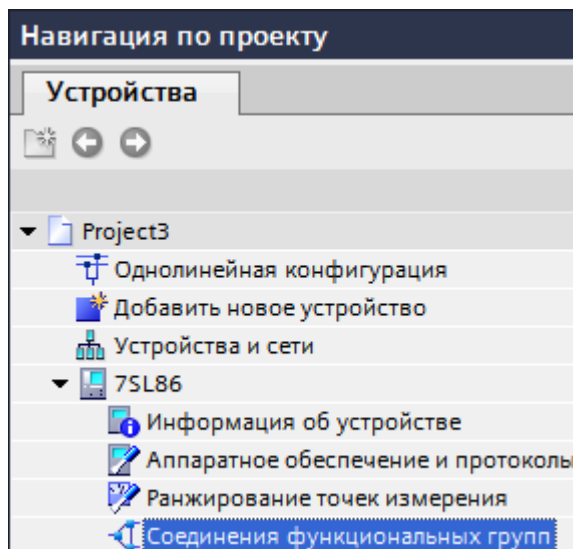 Навигация по проекту
Устройства
Project3
Однолинейная конфигурация
Добавить новое устройство
Устройства и сети
7SL86
Информация об устройстве
Аппаратное обеспечение и протоколы
Ранжирование точек измерения
Соединения функциональных групп